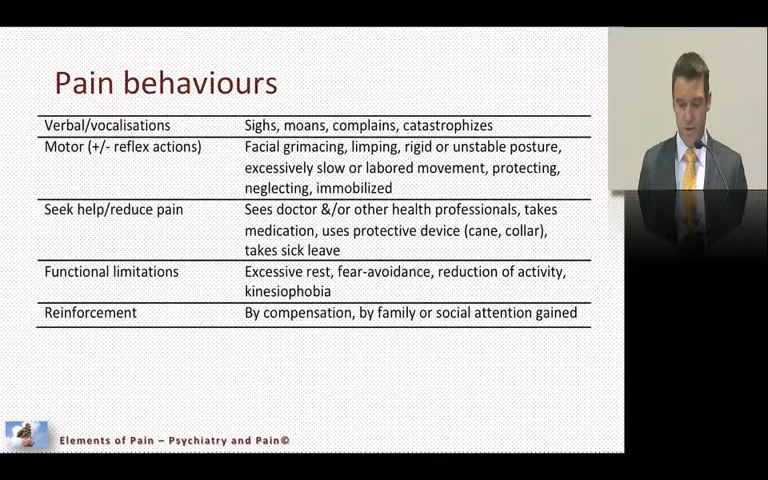 Pain behaviours
Verbal/vocalisations Sighs, moans, complains, catastrophizes
Motor (+/- reflex actions) Facial grimacing, limping, rigid or unstable posture,
excessively slow or labored movement, protecting,
neglecting, immobilized
Seek help/reduce pain Sees doctor &/or other health professionals, takes
medication, uses protective device (cane, collar),
takes sick leave
Functional limitations Excessive rest, fear-avoidance, reduction of activity,
kinesiophobia
Reinforcement By compensation, by family or social attention gained
Elements of Pain – Psychiatry and Pain©